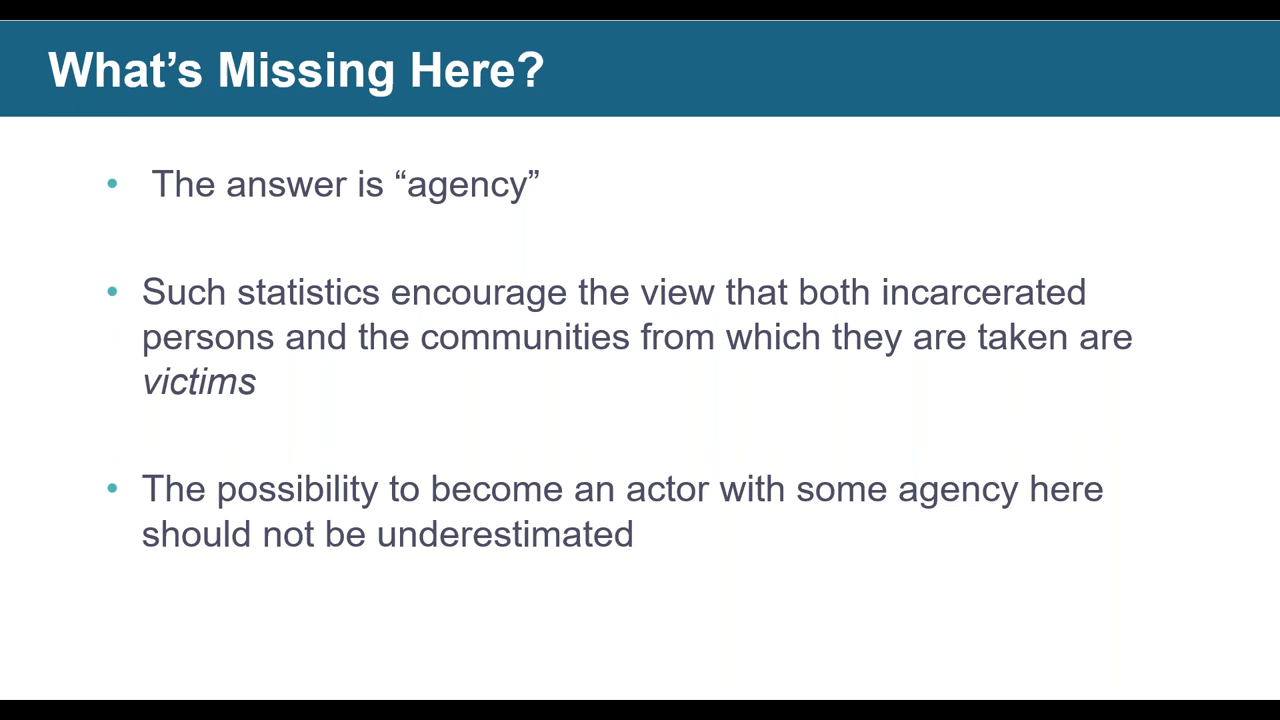 What’s Missing Here?
• The answer is “agency”
• Such statistics encourage the view that both incarcerated
persons and the communities from which they are taken are
victims
• The possibility to become an actor with some agency here
should not be underestimated